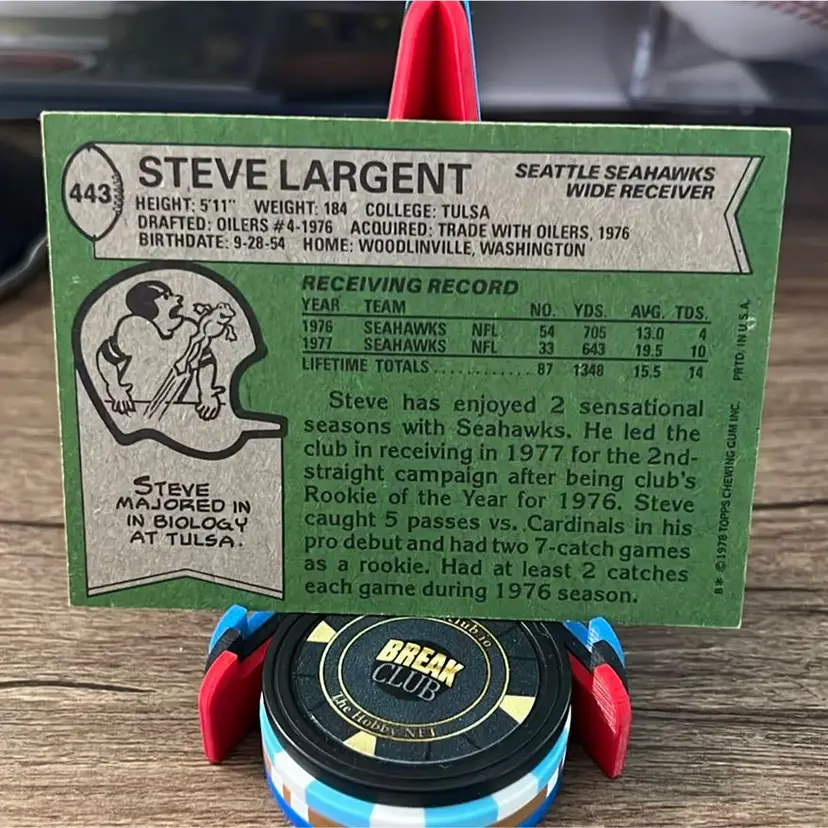 443
STEVE LARGENT
SEATTLE SEAHAWKS
WIDE RECEIVER
HEIGHT: 5'11" WEIGHT: 184 COLLEGE: TULSA
DRAFTED: OILERS #4-1976 ACQUIRED: TRADE WITH OILERS, 1976
BIRTHDATE: 9-28-54 HOME: WOODLINVILLE, WASHINGTON
RECEIVING RECORD
YEAR TEAM NO. YDS. AVG. TDS.
1976 SEAHAWKS NFL 54 705 13.0 4
1977 SEAHAWKS NFL 33 643 19.5 10
LIFETIME TOTALS........... 87 1348 15.5 14
Steve has enjoyed 2 sensational
seasons with Seahawks. He led the
club in receiving in 1977 for the 2nd-
straight campaign after being club's
Rookie of the Year for 1976. Steve
caught 5 passes vs. Cardinals in his
pro debut and had two 7-catch games
as a rookie. Had at least 2 catches
each game during 1976 season.
STEVE
MAJORED IN
IN BIOLOGY
AT TULSA.
B* © 1978 TOPPS CHEWING GUM INC. PRTD. IN U.S.A.
BREAK
CLUB
The Hobby NFT